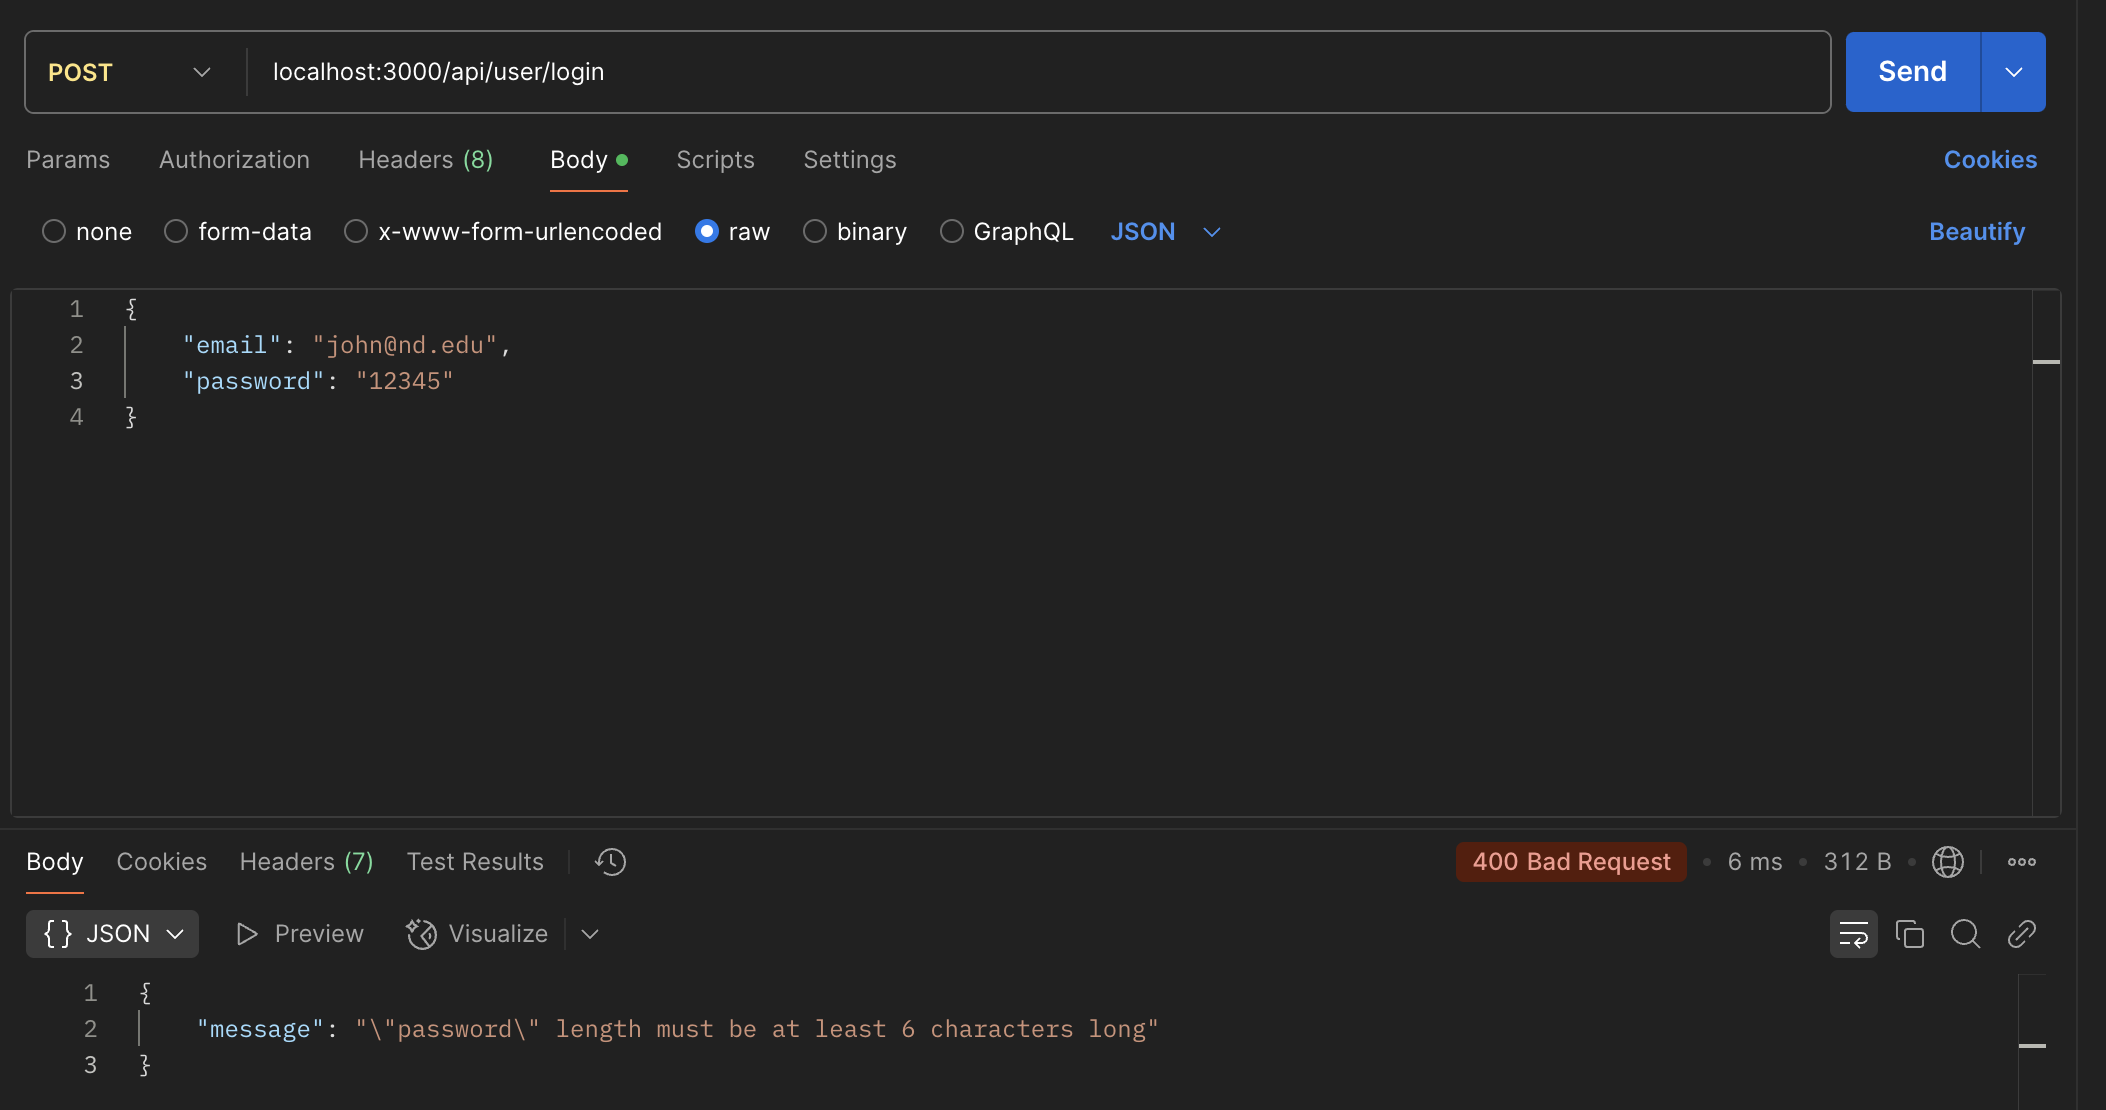 POST localhost:3000/api/user/login Send
Params Authorization Headers (8) Body Scripts Settings Cookies
none form-data x-www-form-urlencoded raw binary GraphQL JSON Beautify
1 {
2 "email": "john@nd.edu",
3 "password": "12345"
4 }
Body Cookies Headers (7) Test Results 400 Bad Request • 6 ms • 312 B •
{} JSON Preview Visualize
1 {
2 "message": "\"password\" length must be at least 6 characters long"
3 }